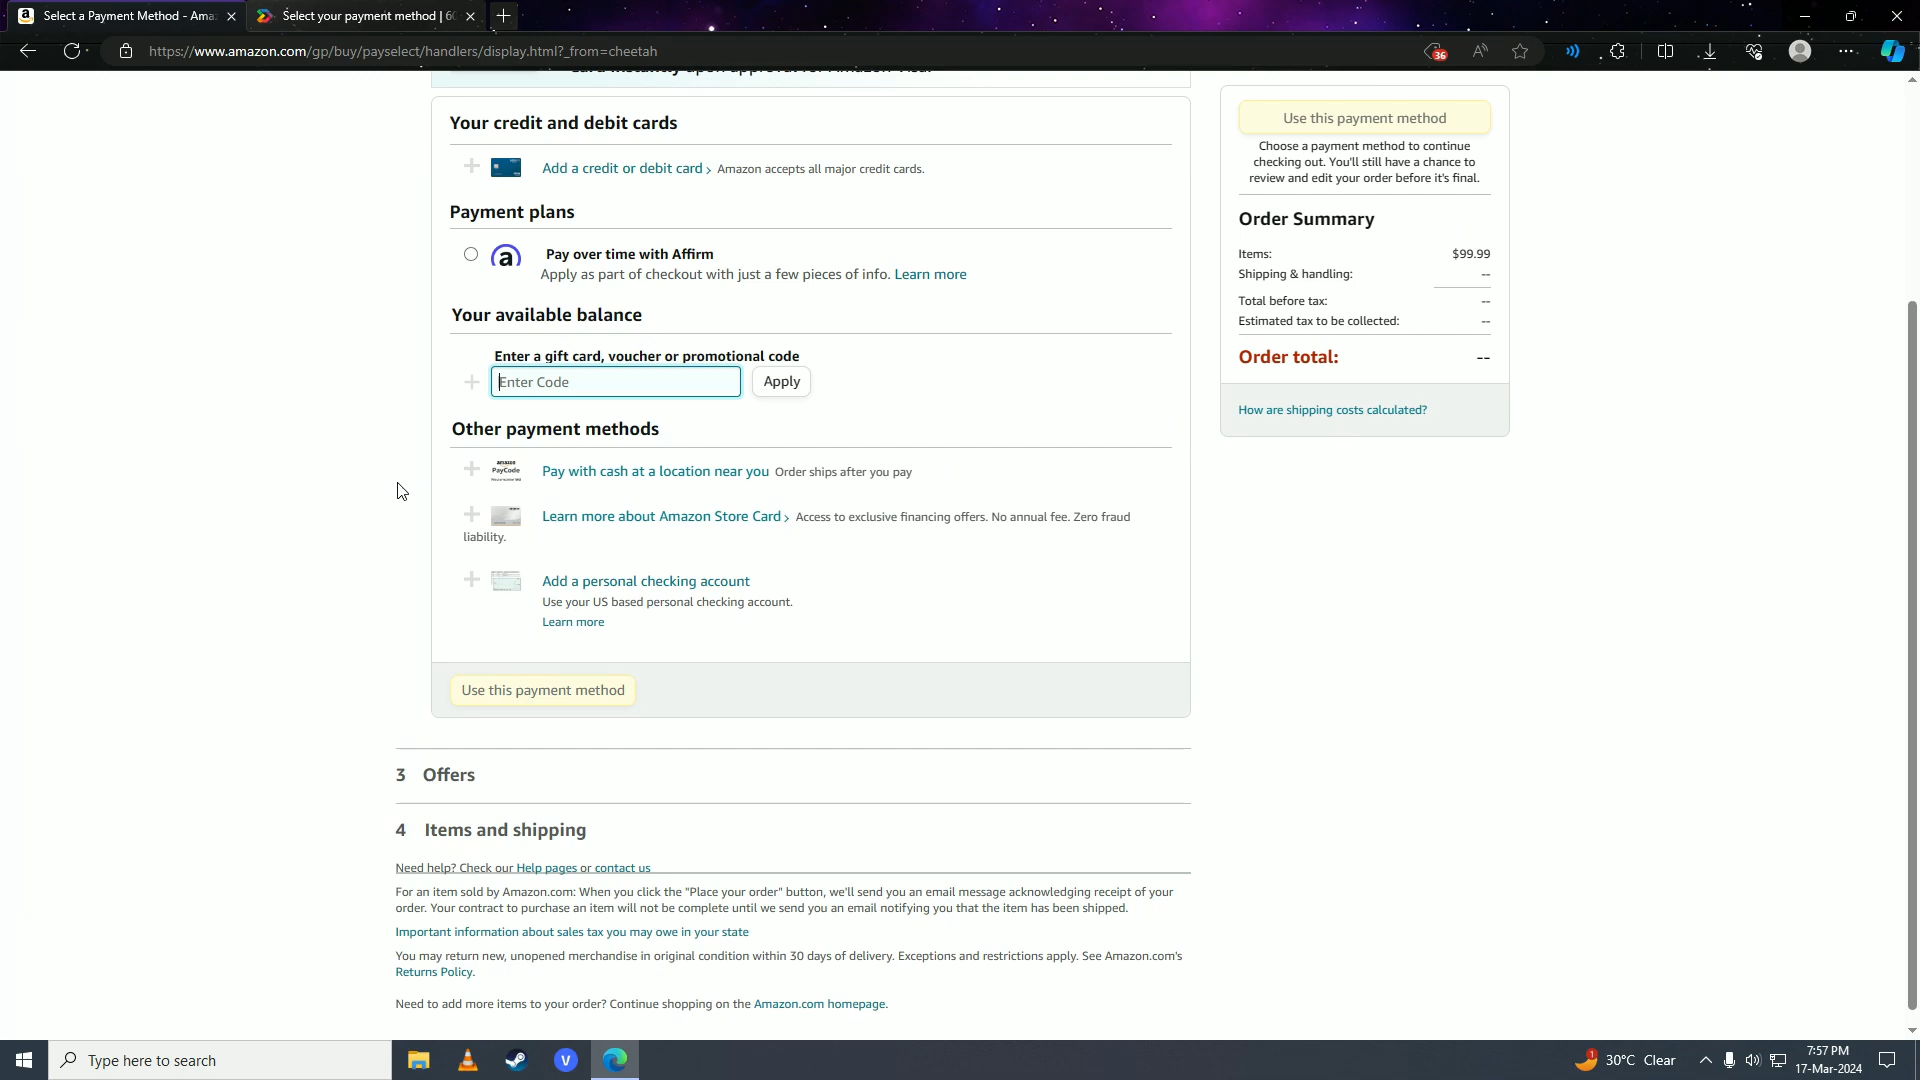 Select a Payment Method - Ama
Select your payment method | 6
https://www.amazon.com/gp/buy/payselect/handlers/display.html?_from=cheetah
36
Your credit and debit cards
Add a credit or debit card › Amazon accepts all major credit cards.
Payment plans
a Pay over time with Affirm
Apply as part of checkout with just a few pieces of info. Learn more
Your available balance
Enter a gift card, voucher or promotional code
Enter Code
Apply
Other payment methods
amazon
PayCode
Pay with cash at a location near you Order ships after you pay
Learn more about Amazon Store Card › Access to exclusive financing offers. No annual fee. Zero fraud
liability.
Add a personal checking account
Use your US based personal checking account.
Learn more
Use this payment method
Use this payment method
Choose a payment method to continue
checking out. You'll still have a chance to
review and edit your order before it's final.
Order Summary
Items: $99.99
Shipping & handling: --
Total before tax: --
Estimated tax to be collected: --
Order total: --
How are shipping costs calculated?
3 Offers
4 Items and shipping
Need help? Check our Help pages or contact us
For an item sold by Amazon.com: When you click the "Place your order" button, we'll send you an email message acknowledging receipt of your
order. Your contract to purchase an item will not be complete until we send you an email notifying you that the item has been shipped.
Important information about sales tax you may owe in your state
You may return new, unopened merchandise in original condition within 30 days of delivery. Exceptions and restrictions apply. See Amazon.com's
Returns Policy.
Need to add more items to your order? Continue shopping on the Amazon.com homepage.
Type here to search
V
1
30°C Clear
7:57 PM
17-Mar-2024